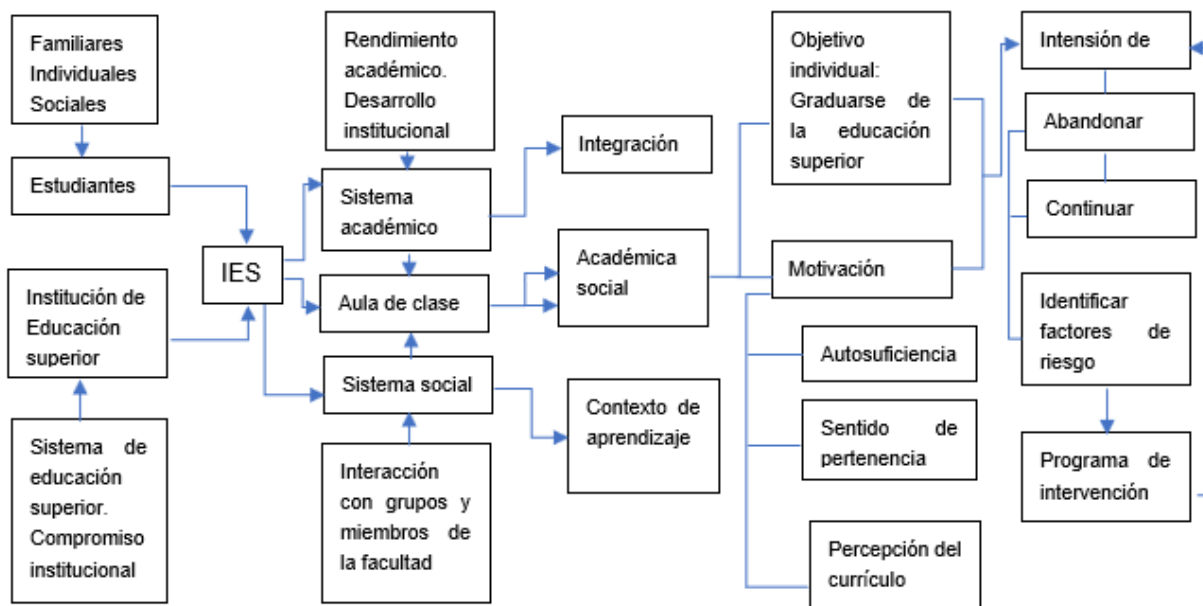 Familiares
Individuales
Sociales
Estudiantes
Institución de
Educación
superior
Sistema de
educación
superior.
Compromiso
institucional
IES
Rendimiento
académico.
Desarrollo
institucional
Sistema
académico
Aula de clase
Sistema social
Interacción
con grupos y
miembros de
la facultad
Integración
Académica
social
Contexto de
aprendizaje
Objetivo
individual:
Graduarse de
la educación
superior
Motivación
Autosuficiencia
Sentido de
pertenencia
Percepción del
currículo
Intensión de
Abandonar
Continuar
Identificar
factores de
riesgo
Programa de
intervención